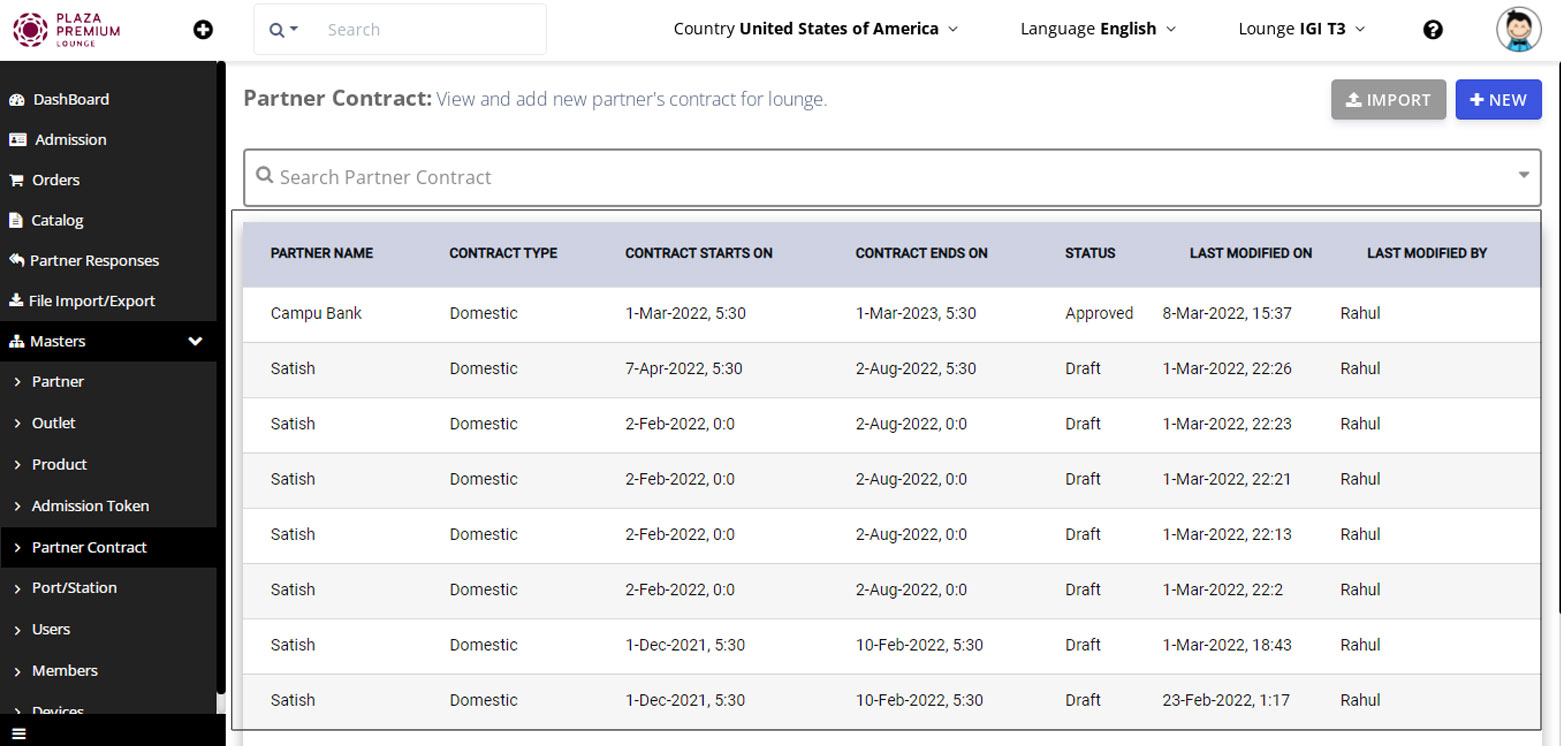 PLAZA
PREMIUM
LOUNGE
Search
Country United States of America
Language English
Lounge IGI T3
DashBoard
Admission
Orders
Catalog
Partner Responses
File Import/Export
Masters
Partner
Outlet
Product
Admission Token
Partner Contract
Port/Station
Users
Members
Devices
Partner Contract: View and add new partner's contract for lounge.
IMPORT
NEW
Search Partner Contract
PARTNER NAME CONTRACT TYPE CONTRACT STARTS ON CONTRACT ENDS ON STATUS LAST MODIFIED ON LAST MODIFIED BY
Campu Bank Domestic 1-Mar-2022, 5:30 1-Mar-2023, 5:30 Approved 8-Mar-2022, 15:37 Rahul
Satish Domestic 7-Apr-2022, 5:30 2-Aug-2022, 5:30 Draft 1-Mar-2022, 22:26 Rahul
Satish Domestic 2-Feb-2022, 0:0 2-Aug-2022, 0:0 Draft 1-Mar-2022, 22:23 Rahul
Satish Domestic 2-Feb-2022, 0:0 2-Aug-2022, 0:0 Draft 1-Mar-2022, 22:21 Rahul
Satish Domestic 2-Feb-2022, 0:0 2-Aug-2022, 0:0 Draft 1-Mar-2022, 22:13 Rahul
Satish Domestic 2-Feb-2022, 0:0 2-Aug-2022, 0:0 Draft 1-Mar-2022, 22:2 Rahul
Satish Domestic 1-Dec-2021, 5:30 10-Feb-2022, 5:30 Draft 1-Mar-2022, 18:43 Rahul
Satish Domestic 1-Dec-2021, 5:30 10-Feb-2022, 5:30 Draft 23-Feb-2022, 1:17 Rahul